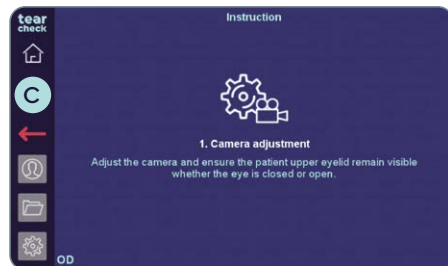 tear
check
Instruction
C
1. Camera adjustment
Adjust the camera and ensure the patient upper eyelid remain visible
whether the eye is closed or open.
OD